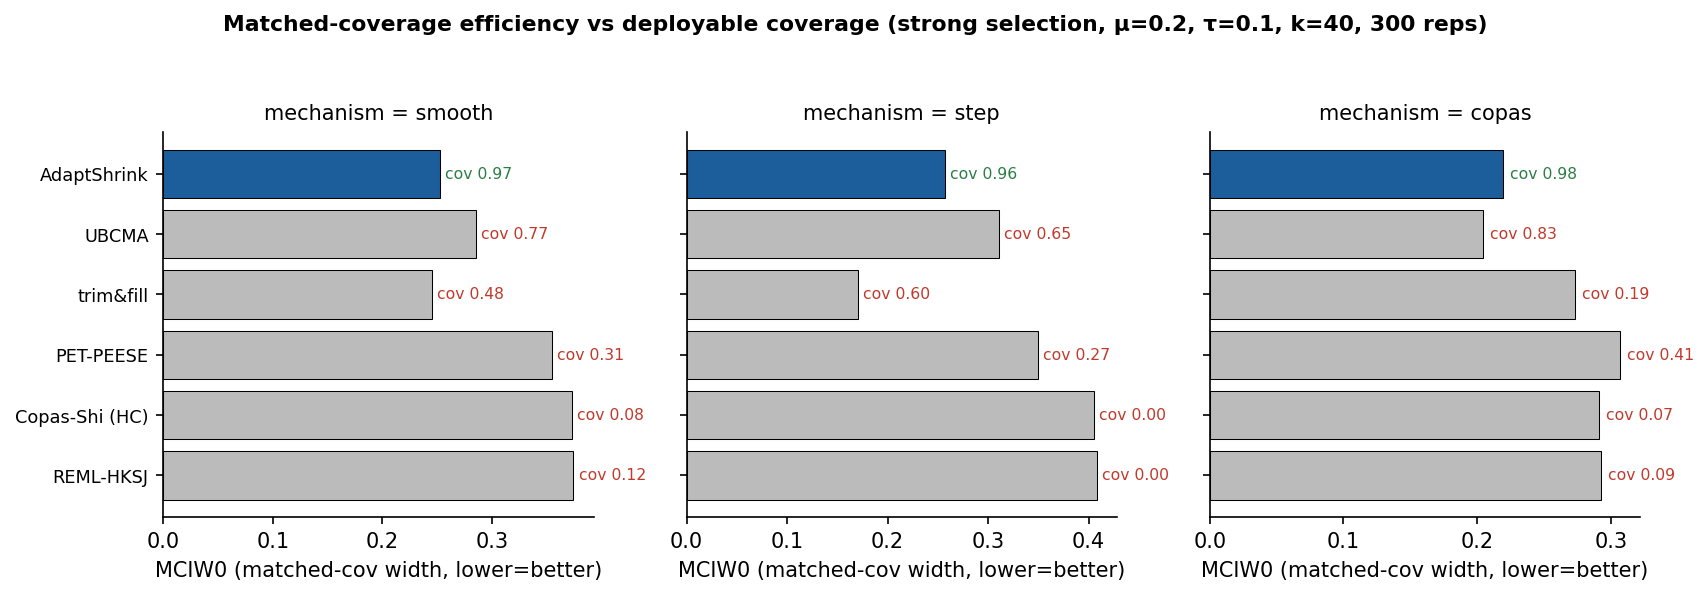 Matched-coverage efficiency vs deployable coverage (strong selection, μ=0.2, τ=0.1, k=40, 300 reps)
mechanism = smooth
AdaptShrink
cov 0.97
UBCMA
cov 0.77
trim&fill
cov 0.48
PET-PEESE
cov 0.31
Copas-Shi (HC)
cov 0.08
REML-HKSJ
cov 0.12
0.0 0.1 0.2 0.3
MCIW0 (matched-cov width, lower=better)
mechanism = step
cov 0.96
cov 0.65
cov 0.60
cov 0.27
cov 0.00
cov 0.00
0.0 0.1 0.2 0.3 0.4
MCIW0 (matched-cov width, lower=better)
mechanism = copas
cov 0.98
cov 0.83
cov 0.19
cov 0.41
cov 0.07
cov 0.09
0.0 0.1 0.2 0.3
MCIW0 (matched-cov width, lower=better)